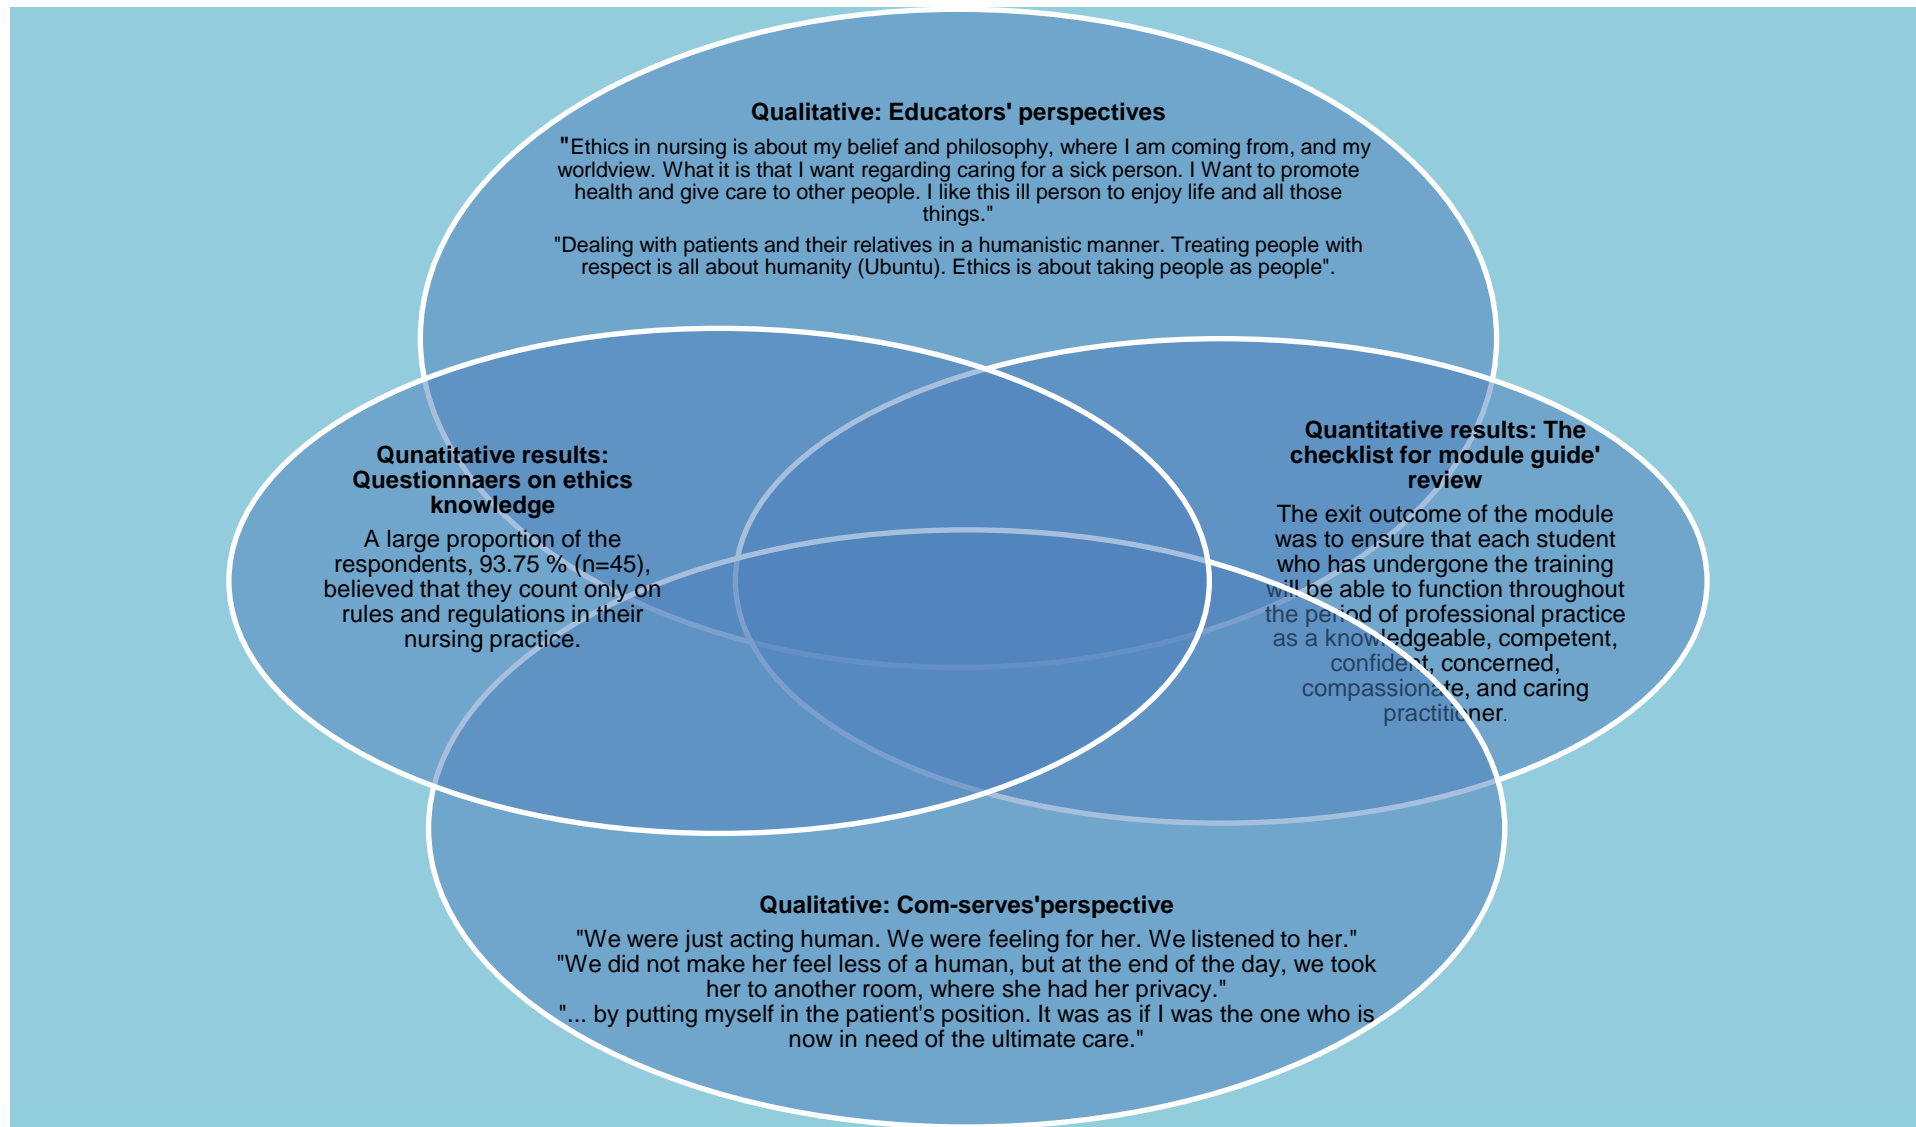 Qualitative: Educators' perspectives
"Ethics in nursing is about my belief and philosophy, where I am coming from, and my
worldview. What it is that I want regarding caring for a sick person. I Want to promote
health and give care to other people. I like this ill person to enjoy life and all those
things."
"Dealing with patients and their relatives in a humanistic manner. Treating people with
respect is all about humanity (Ubuntu). Ethics is about taking people as people".
Qunatitative results:
Questionnaers on ethics
knowledge
A large proportion of the
respondents, 93.75 % (n=45),
believed that they count only on
rules and regulations in their
nursing practice.
Quantitative results: The
checklist for module guide'
review
The exit outcome of the module
was to ensure that each student
who has undergone the training
will be able to function throughout
the period of professional practice
as a knowledgeable, competent,
confident, concerned,
compassionate, and caring
practitioner.
Qualitative: Com-serves'perspective
"We were just acting human. We were feeling for her. We listened to her."
"We did not make her feel less of a human, but at the end of the day, we took
her to another room, where she had her privacy."
"... by putting myself in the patient's position. It was as if I was the one who is
now in need of the ultimate care."